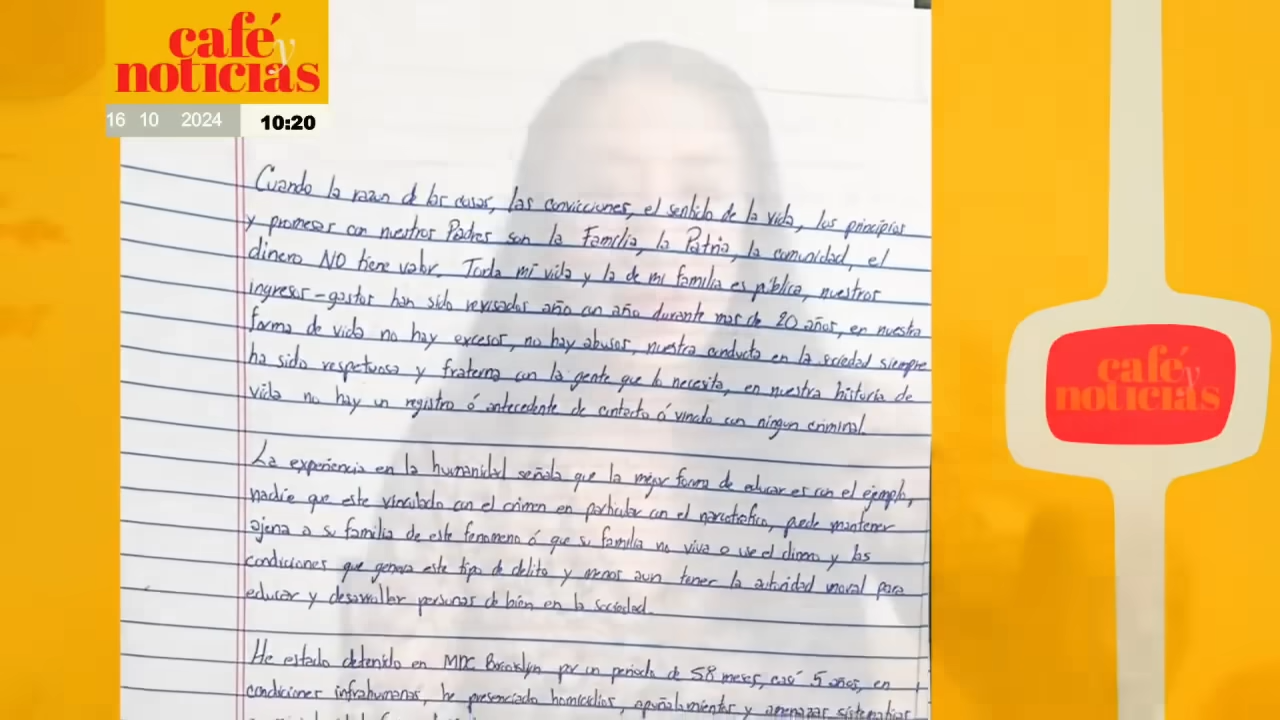 café y
noticias
16 10 2024 10:20
Cuando la razon de las cosas, las convicciones, el sentido de la vida, los principios
y promesas con nuestros Padres son la Familia, la Patria, la comunidad, el
dinero NO tiene valor. Toda mi vida y la de mi familia es pública, nuestros
ingresos-gastos han sido revisados año con año durante mas de 20 años, en nuestra
forma de vida no hay excesos, no hay abusos, nuestra conducta en la sociedad siempre
ha sido respetuosa y fraterna con la gente que lo necesita, en nuestra historia de
vida no hay un registro ó antecedente de contacto ó vinculo con ningun criminal.
La experiencia en la humanidad señala que la mejor forma de educar es con el ejemplo,
nadie que este vinculado con el crimen en particular con el narcotrafico, puede mantener
ajena a su familia de este fenomeno ó que su familia no viva o use el dinero y las
condiciones que genera este tipo de delito y menos aun tener la autoridad moral para
educar y desarrollar personas de bien en la sociedad.
He estado detenido en MDC Brooklyn por un periodo de 58 meses, casi 5 años, en
condiciones infrahumanas, he presenciado homicidios, apuñalamientos y amenazas
café y
noticias